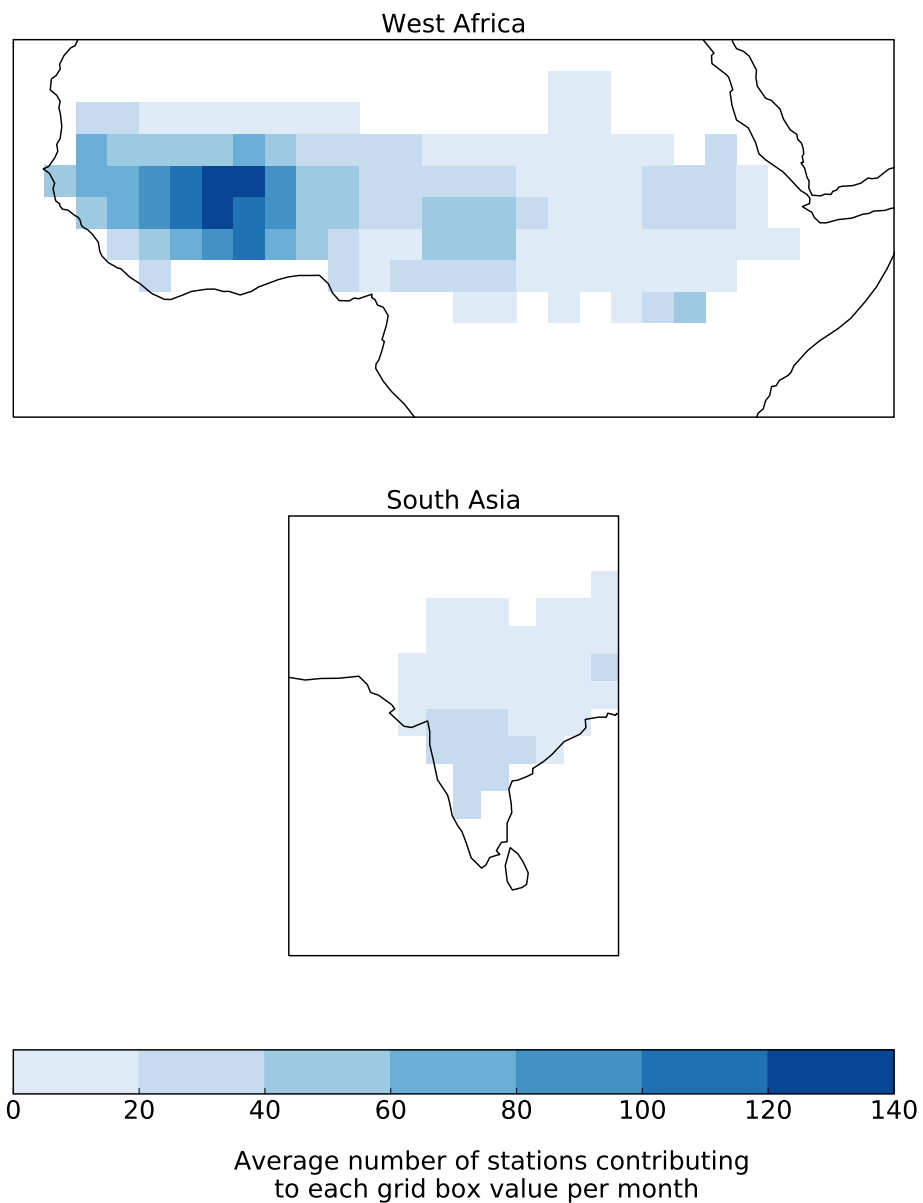 West Africa
South Asia
0 20 40 60 80 100 120 140
Average number of stations contributing
to each grid box value per month